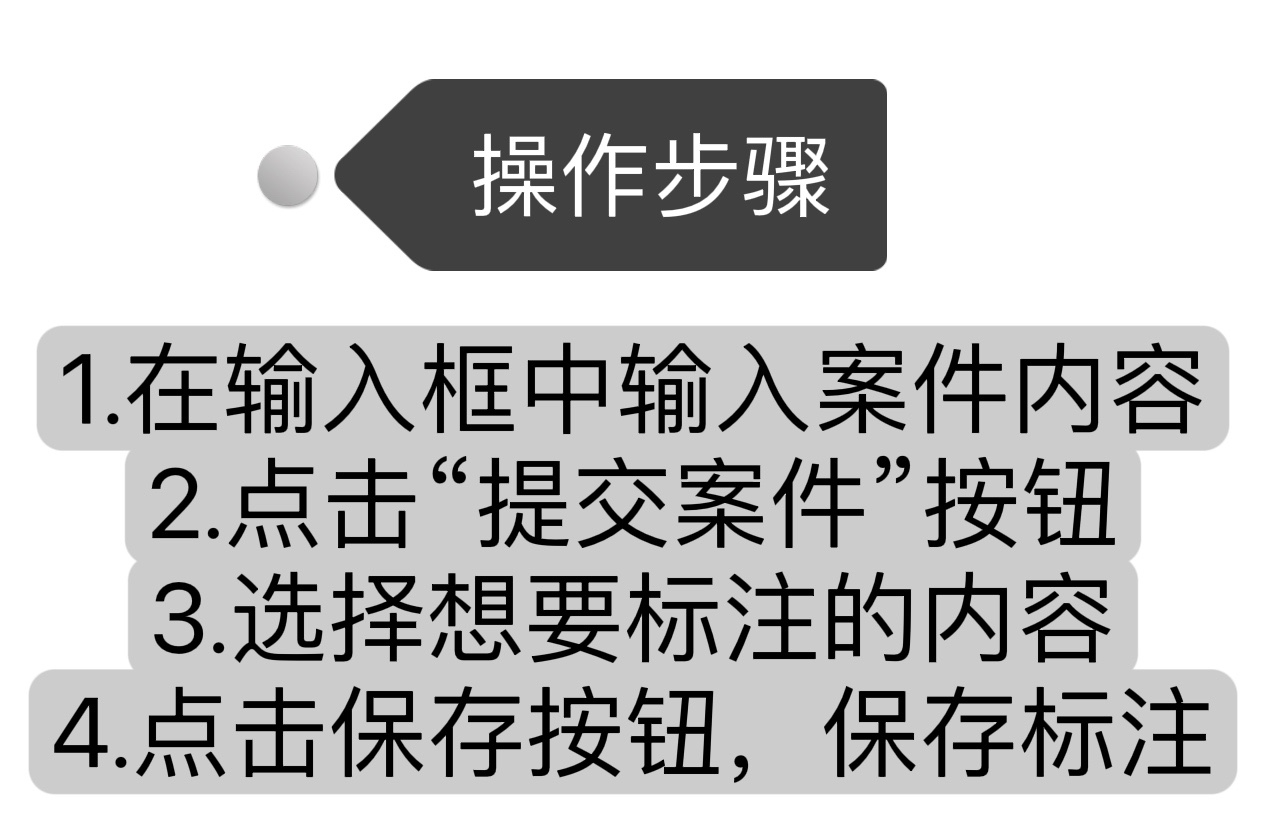 操作步骤
1.在输入框中输入案件内容
2.点击“提交案件”按钮
3.选择想要标注的内容
4.点击保存按钮，保存标注